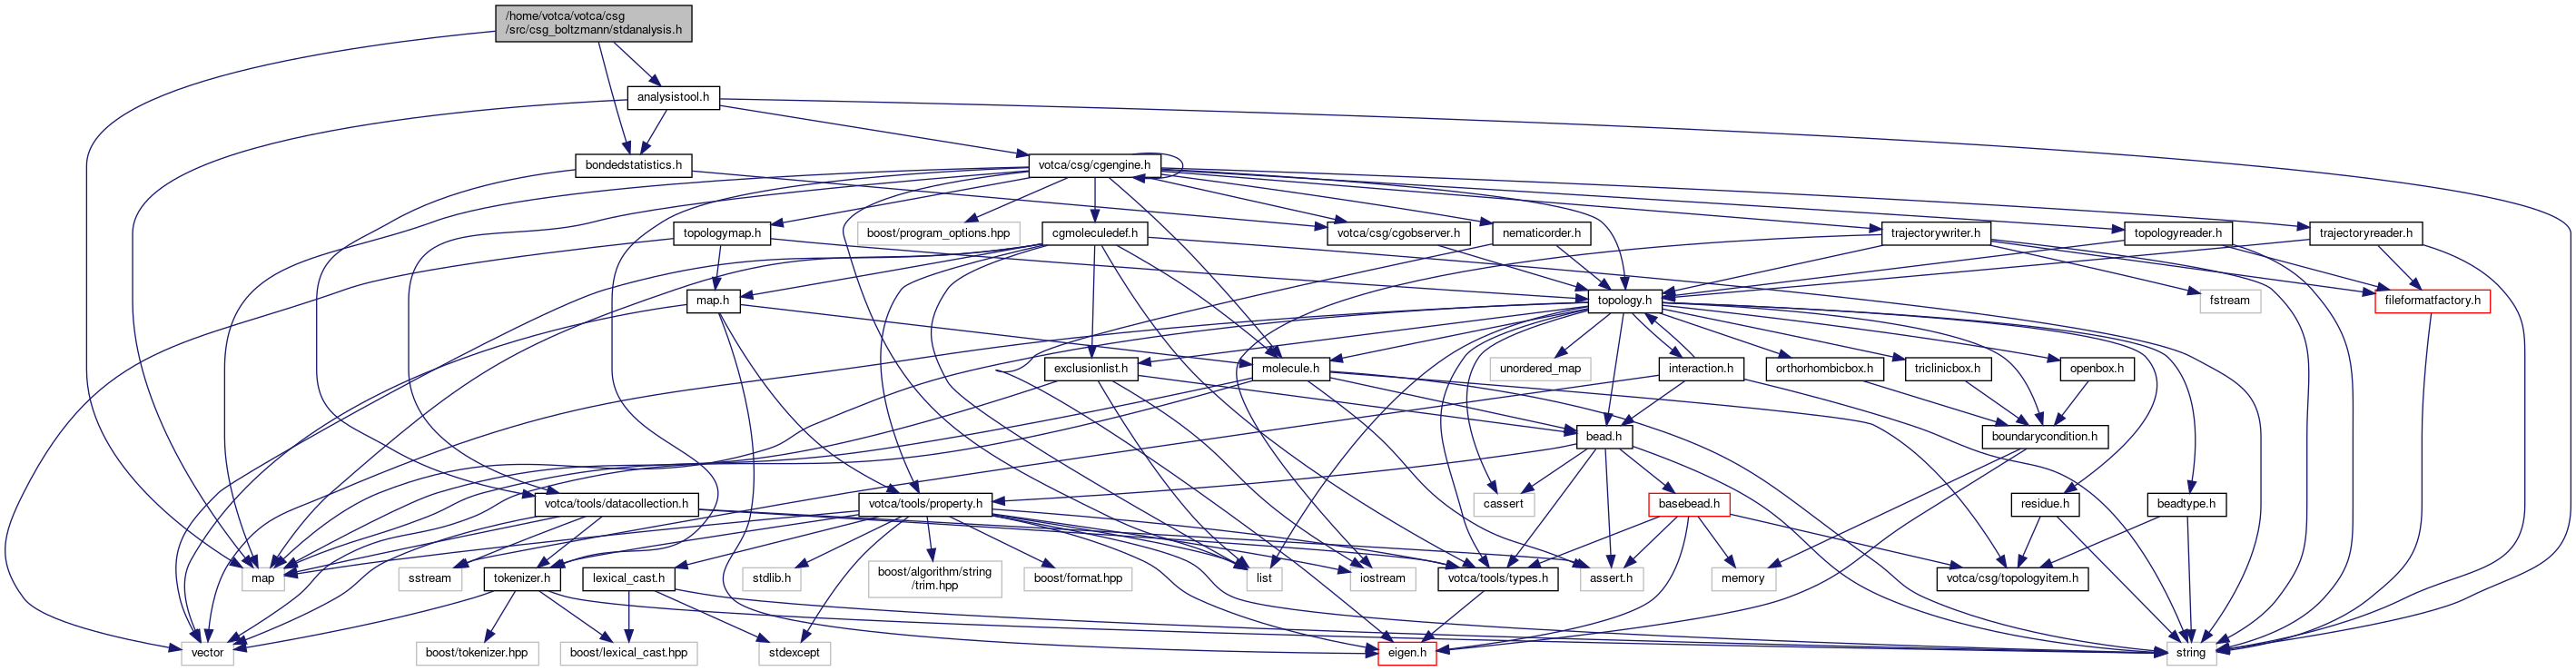 /home/votca/votca/csg
/src/csg_boltzmann/stdanalysis.h
analysistool.h
bondedstatistics.h
votca/csg/cgengine.h
topologymap.h
boost/program_options.hpp
cgmoleculedef.h
votca/csg/cgobserver.h
nematicorder.h
trajectorywriter.h
topologyreader.h
trajectoryreader.h
map.h
topology.h
fstream
fileformatfactory.h
exclusionlist.h
molecule.h
unordered_map
interaction.h
orthorhombicbox.h
triclinicbox.h
openbox.h
bead.h
boundarycondition.h
votca/tools/datacollection.h
votca/tools/property.h
cassert
basebead.h
residue.h
beadtype.h
map
sstream
tokenizer.h
lexical_cast.h
stdlib.h
boost/algorithm/string
/trim.hpp
boost/format.hpp
list
iostream
votca/tools/types.h
assert.h
memory
votca/csg/topologyitem.h
vector
boost/tokenizer.hpp
boost/lexical_cast.hpp
stdexcept
eigen.h
string